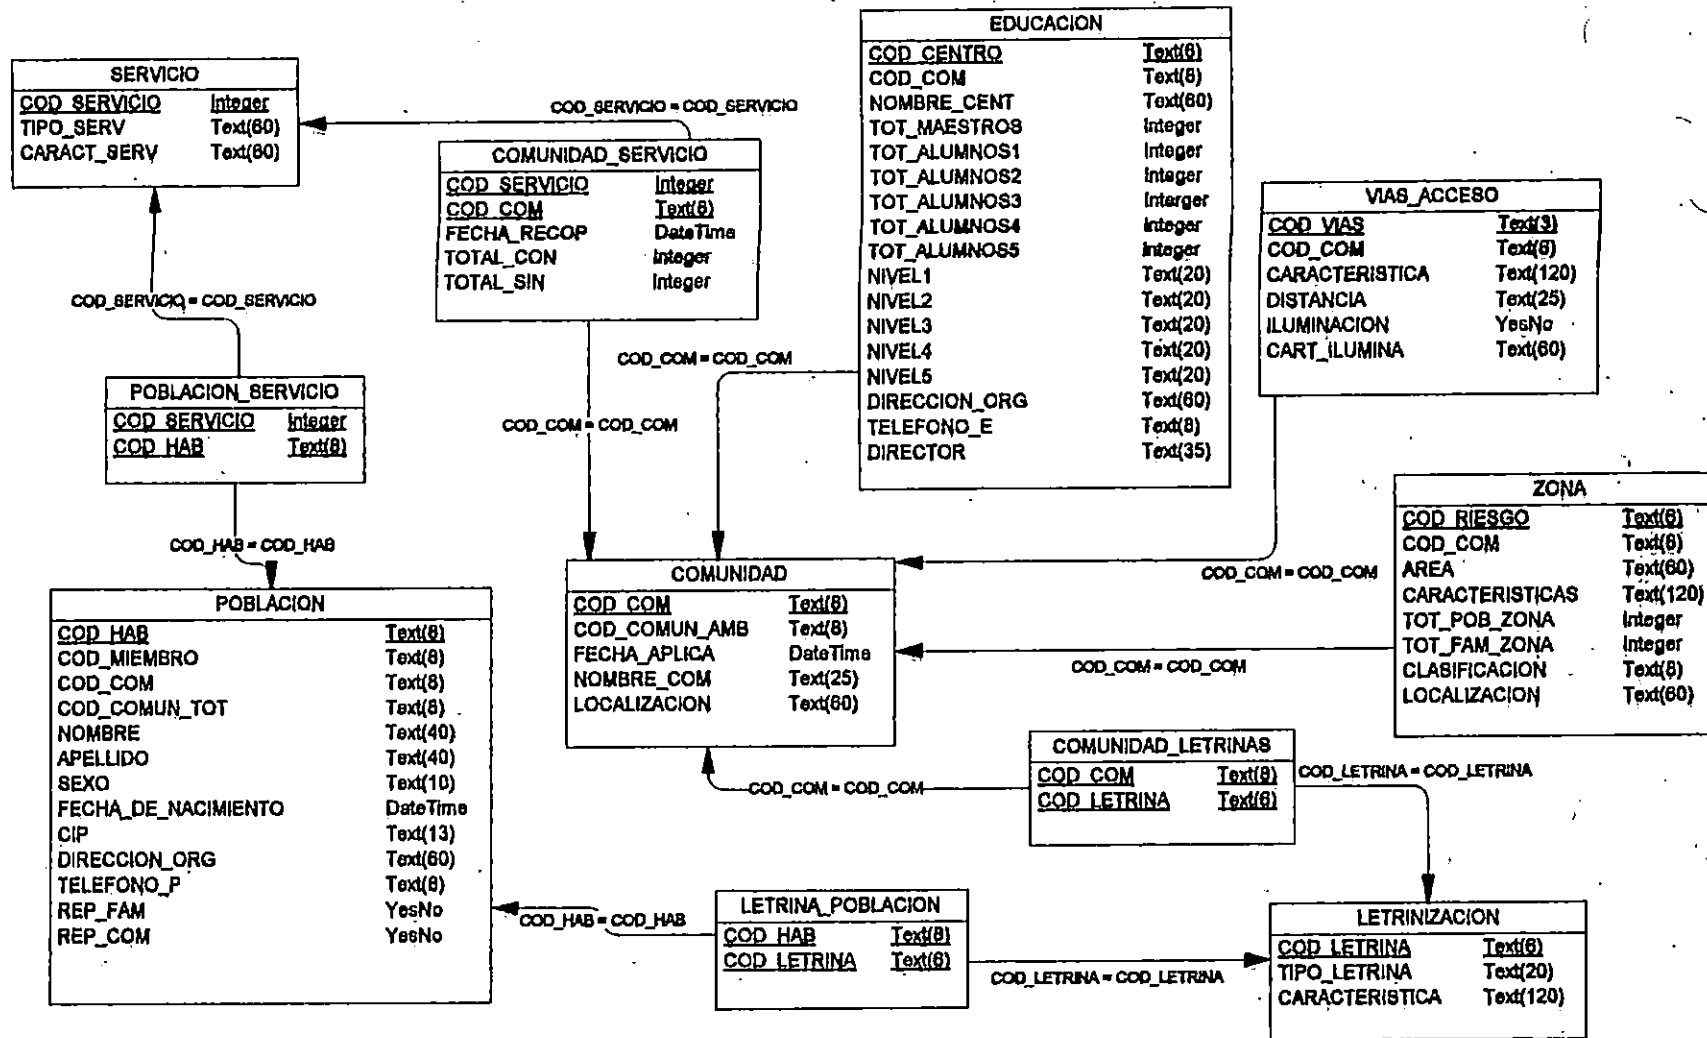 EDUCACION
COD_CENTRO Text(6)
COD_COM Text(8)
NOMBRE_CENT Text(60)
TOT_MAESTROS Integer
TOT_ALUMNOS1 Integer
TOT_ALUMNOS2 Integer
TOT_ALUMNOS3 Interger
TOT_ALUMNOS4 Integer
TOT_ALUMNOS5 Integer
NIVEL1 Text(20)
NIVEL2 Text(20)
NIVEL3 Text(20)
NIVEL4 Text(20)
NIVEL5 Text(20)
DIRECCION_ORG Text(60)
TELEFONO_E Text(8)
DIRECTOR Text(35)
SERVICIO
COD_SERVICIO Integer
TIPO_SERV Text(60)
CARACT_SERV Text(60)
COD_SERVICIO = COD_SERVICIO
COMUNIDAD_SERVICIO
COD_SERVICIO Integer
COD_COM Text(8)
FECHA_RECOP DateTime
TOTAL_CON Integer
TOTAL_SIN Integer
VIAS_ACCESO
COD_VIAS Text(3)
COD_COM Text(8)
CARACTERISTICA Text(120)
DISTANCIA Text(25)
ILUMINACION YesNo
CART_ILUMINA Text(60)
COD_SERVICIO = COD_SERVICIO
COD_COM = COD_COM
POBLACION_SERVICIO
COD_SERVICIO Integer
COD_HAB Text(8)
COD_COM = COD_COM
ZONA
COD_RIESGO Text(6)
COD_COM Text(8)
AREA Text(60)
CARACTERISTICAS Text(120)
TOT_POB_ZONA Integer
TOT_FAM_ZONA Integer
CLASIFICACION Text(8)
LOCALIZACION Text(60)
COD_HAB = COD_HAB
COMUNIDAD
COD_COM Text(8)
COD_COMUN_AMB Text(8)
FECHA_APLICA DateTime
NOMBRE_COM Text(25)
LOCALIZACION Text(60)
COD_COM = COD_COM
COD_COM = COD_COM
POBLACION
COD_HAB Text(8)
COD_MIEMBRO Text(8)
COD_COM Text(8)
COD_COMUN_TOT Text(8)
NOMBRE Text(40)
APELLIDO Text(40)
SEXO Text(10)
FECHA_DE_NACIMIENTO DateTime
CIP Text(13)
DIRECCION_ORG Text(60)
TELEFONO_P Text(8)
REP_FAM YesNo
REP_COM YesNo
COMUNIDAD_LETRINAS
COD_COM Text(8)
COD_LETRINA Text(6)
COD_LETRINA = COD_LETRINA
COD_COM = COD_COM
LETRINA_POBLACION
COD_HAB Text(8)
COD_LETRINA Text(6)
COD_HAB = COD_HAB
COD_LETRINA = COD_LETRINA
LETRINIZACION
COD_LETRINA Text(6)
TIPO_LETRINA Text(20)
CARACTERISTICA Text(120)